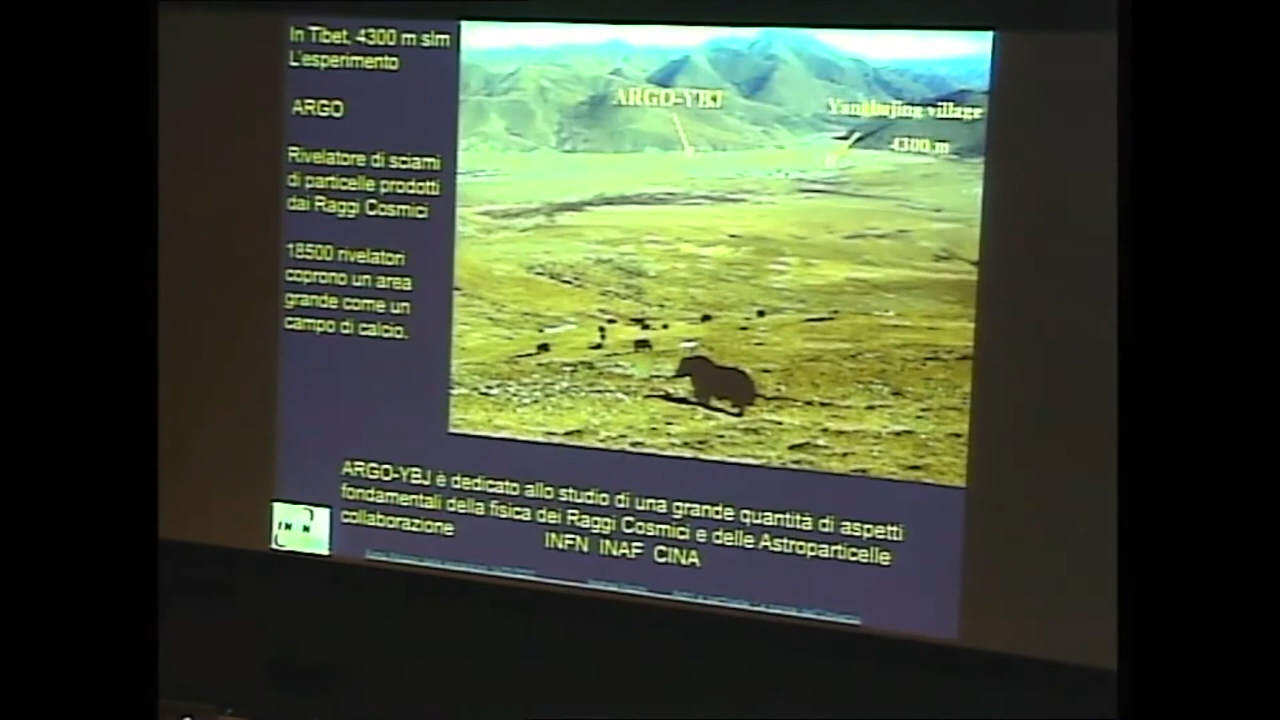 In Tibet, 4300 m slm
L'esperimento
ARGO
Rivelatore di sciami
di particelle prodotti
dai Raggi Cosmici
18500 rivelatori
coprono un area
grande come un
campo di calcio.
ARGO-YBJ
Yangbajing village
4300 m
ARGO-YBJ è dedicato allo studio di una grande quantità di aspetti
fondamentali della fisica dei Raggi Cosmici e delle Astroparticelle
collaborazione
INFN INAF CINA
INFN